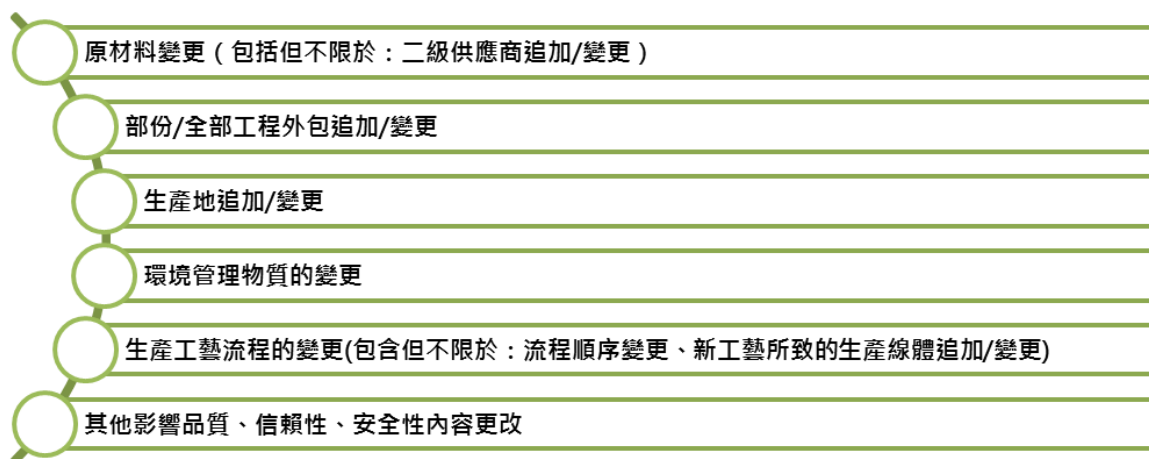 原材料變更（包括但不限於：二級供應商追加/變更）
部份/全部工程外包追加/變更
生產地追加/變更
環境管理物質的變更
生產工藝流程的變更(包含但不限於：流程順序變更、新工藝所致的生產線體追加/變更)
其他影響品質、信賴性、安全性內容更改